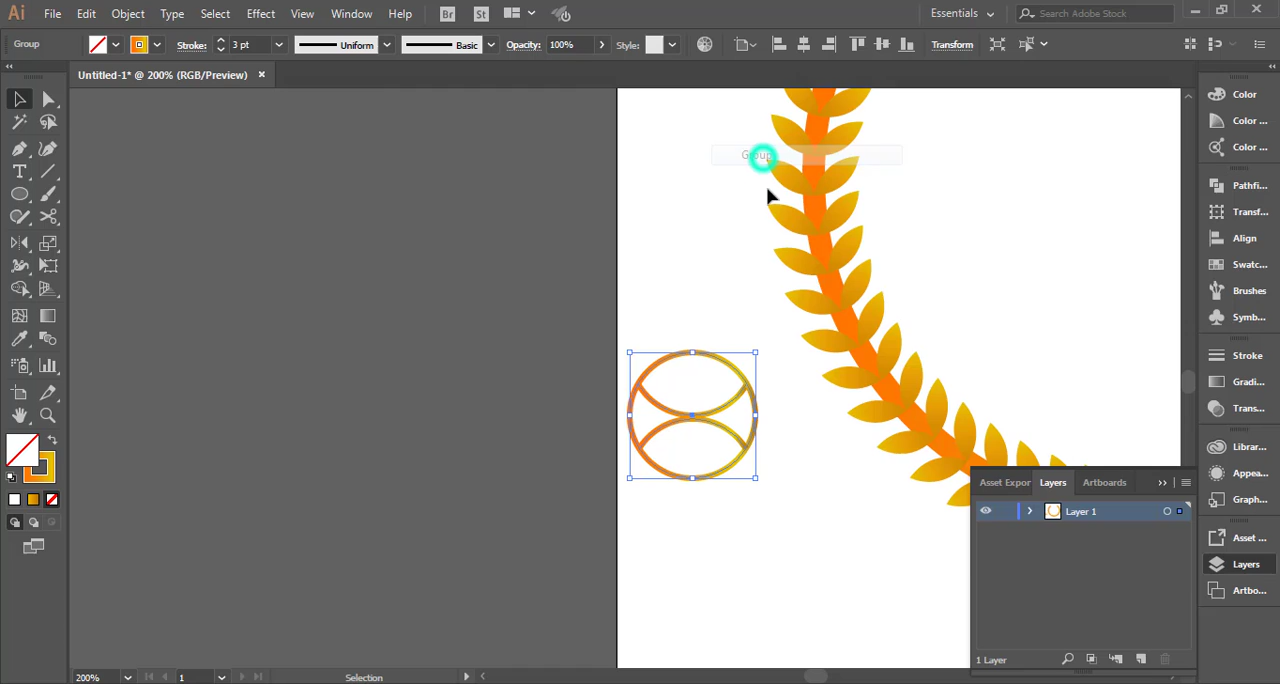 Ai File Edit Object Type Select Effect View Window Help Br St Essentials Search Adobe Stock
Group Stroke: 3 pt Uniform Basic Opacity: 100% Style: Transform
Untitled-1* @ 200% (RGB/Preview) ×
Color
Color ...
Color ...
Group
Pathfi...
Transf...
Align
Swatc...
Brushes
Symb...
Stroke
Gradi...
Trans...
Librar...
Appea...
Graph...
Asset Expor Layers Artboards
Layer 1
Asset ...
Layers
Artbo...
1 Layer
200% 1 Selection